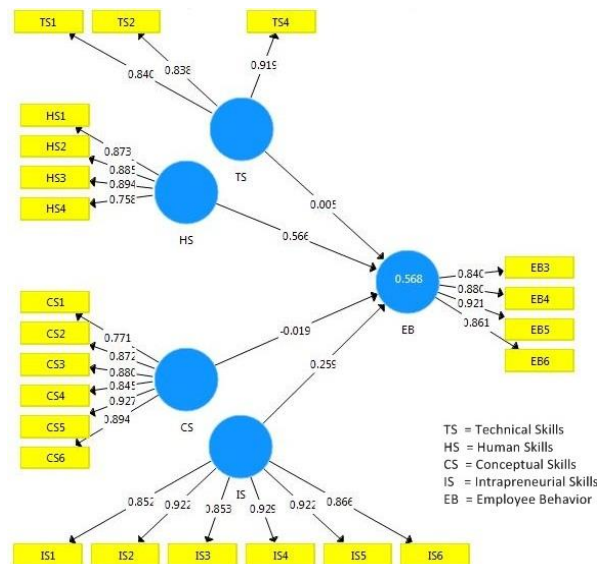 TS1
TS2
TS4
0.840
0.838
0.919
TS
HS1
HS2
HS3
HS4
0.873
0.885
0.894
0.758
HS
0.005
0.566
0.568
EB
0.840
0.880
0.921
0.861
EB3
EB4
EB5
EB6
CS1
CS2
CS3
CS4
CS5
CS6
0.771
0.872
0.880
0.845
0.927
0.894
CS
-0.019
0.259
IS
0.852
0.922
0.853
0.929
0.922
0.866
IS1
IS2
IS3
IS4
IS5
IS6
TS = Technical Skills
HS = Human Skills
CS = Conceptual Skills
IS = Intrapreneurial Skills
EB = Employee Behavior